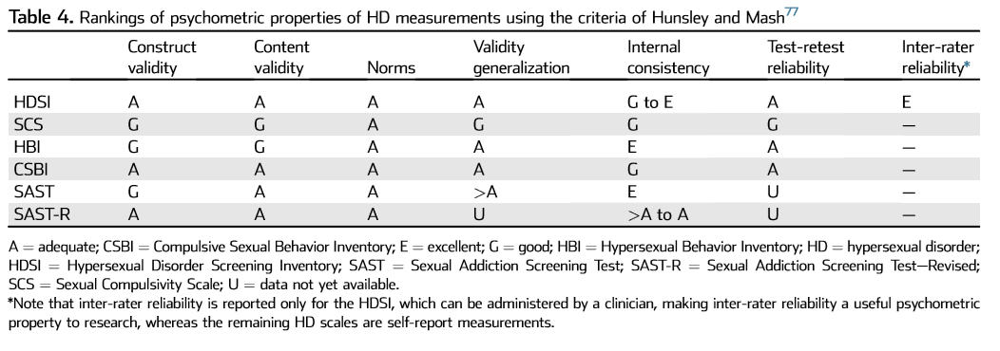 Table 4. Rankings of psychometric properties of HD measurements using the criteria of Hunsley and Mash77
Construct validity Content validity Norms Validity generalization Internal consistency Test-retest reliability Inter-rater reliability*
HDSI A A A A G to E A E
SCS G G A G G G —
HBI G G A A E A —
CSBI A A A A G A —
SAST G A A >A E U —
SAST-R A A A U >A to A U —
A = adequate; CSBI = Compulsive Sexual Behavior Inventory; E = excellent; G = good; HBI = Hypersexual Behavior Inventory; HD = hypersexual disorder;
HDSI = Hypersexual Disorder Screening Inventory; SAST = Sexual Addiction Screening Test; SAST-R = Sexual Addiction Screening Test—Revised;
SCS = Sexual Compulsivity Scale; U = data not yet available.
*Note that inter-rater reliability is reported only for the HDSI, which can be administered by a clinician, making inter-rater reliability a useful psychometric
property to research, whereas the remaining HD scales are self-report measurements.